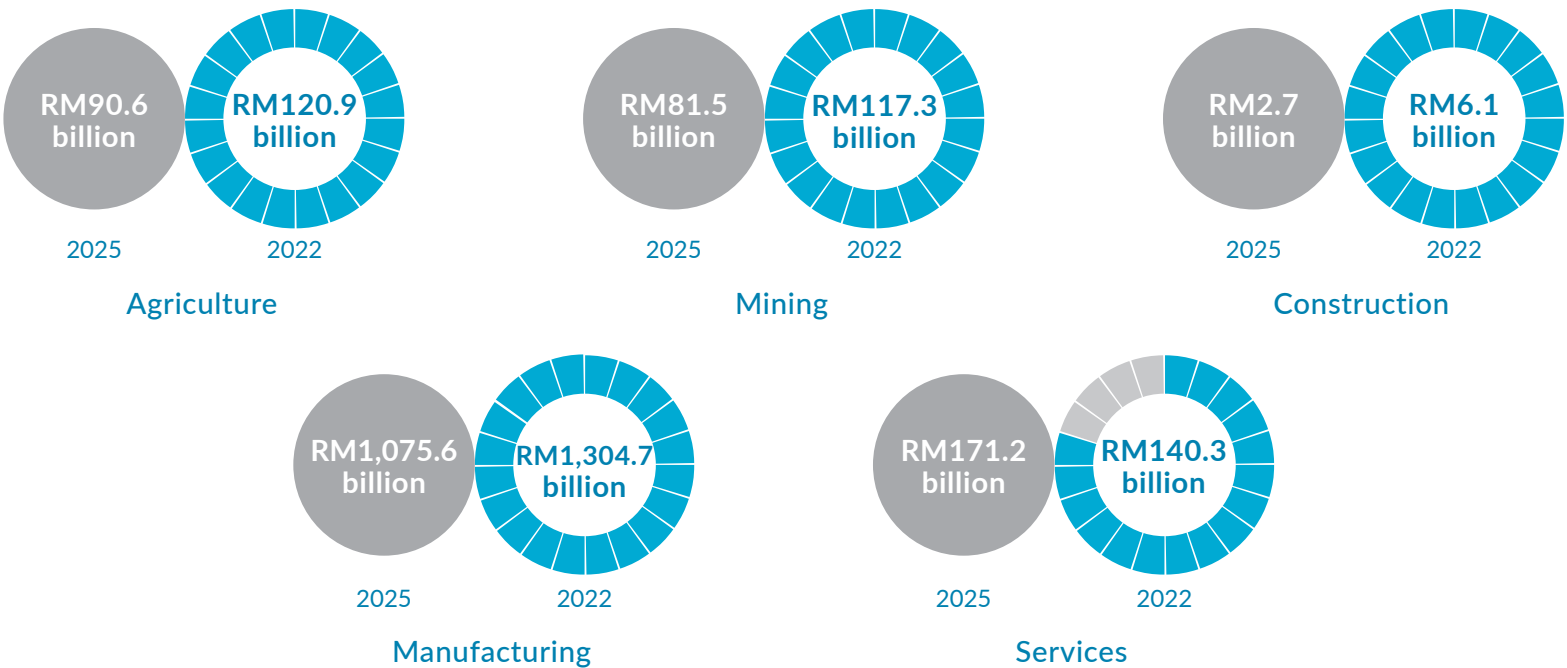 RM90.6
billion
RM120.9
billion
2025
2022
Agriculture
RM81.5
billion
RM117.3
billion
2025
2022
Mining
RM2.7
billion
RM6.1
billion
2025
2022
Construction
RM1,075.6
billion
RM1,304.7
billion
2025
2022
Manufacturing
RM171.2
billion
RM140.3
billion
2025
2022
Services